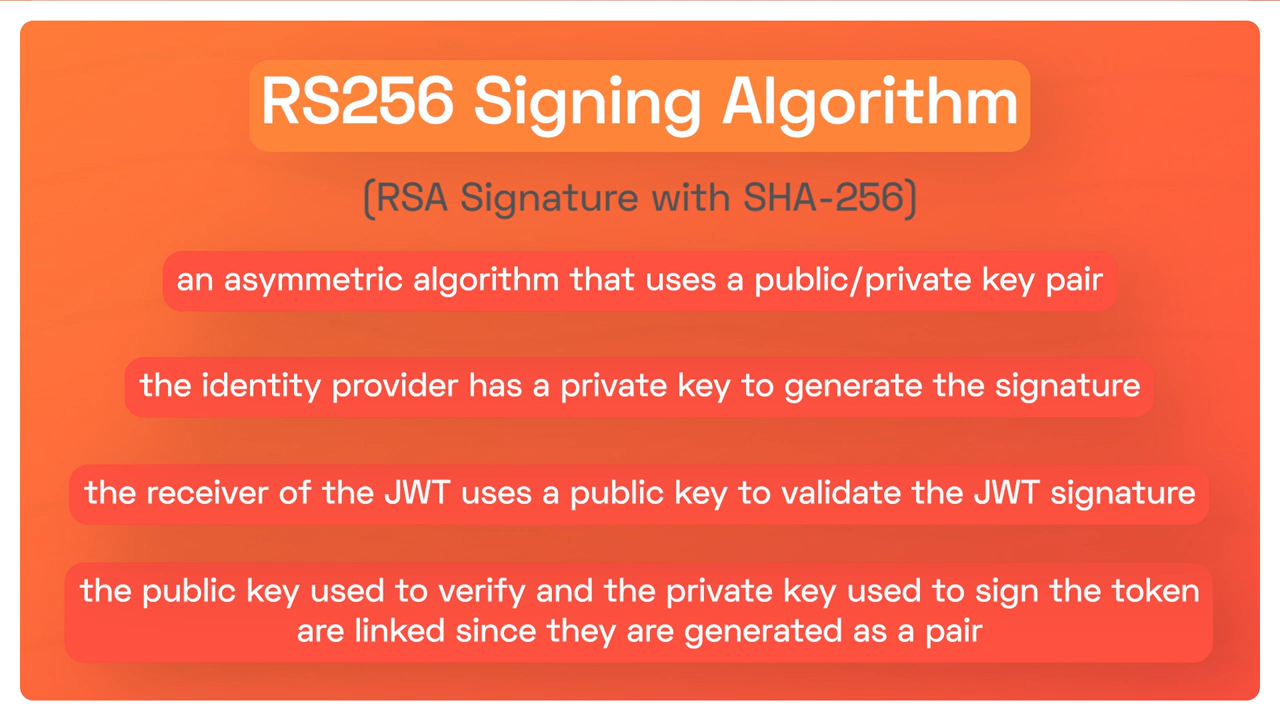 RS256 Signing Algorithm
(RSA Signature with SHA-256)
an asymmetric algorithm that uses a public/private key pair
the identity provider has a private key to generate the signature
the receiver of the JWT uses a public key to validate the JWT signature
the public key used to verify and the private key used to sign the token
are linked since they are generated as a pair